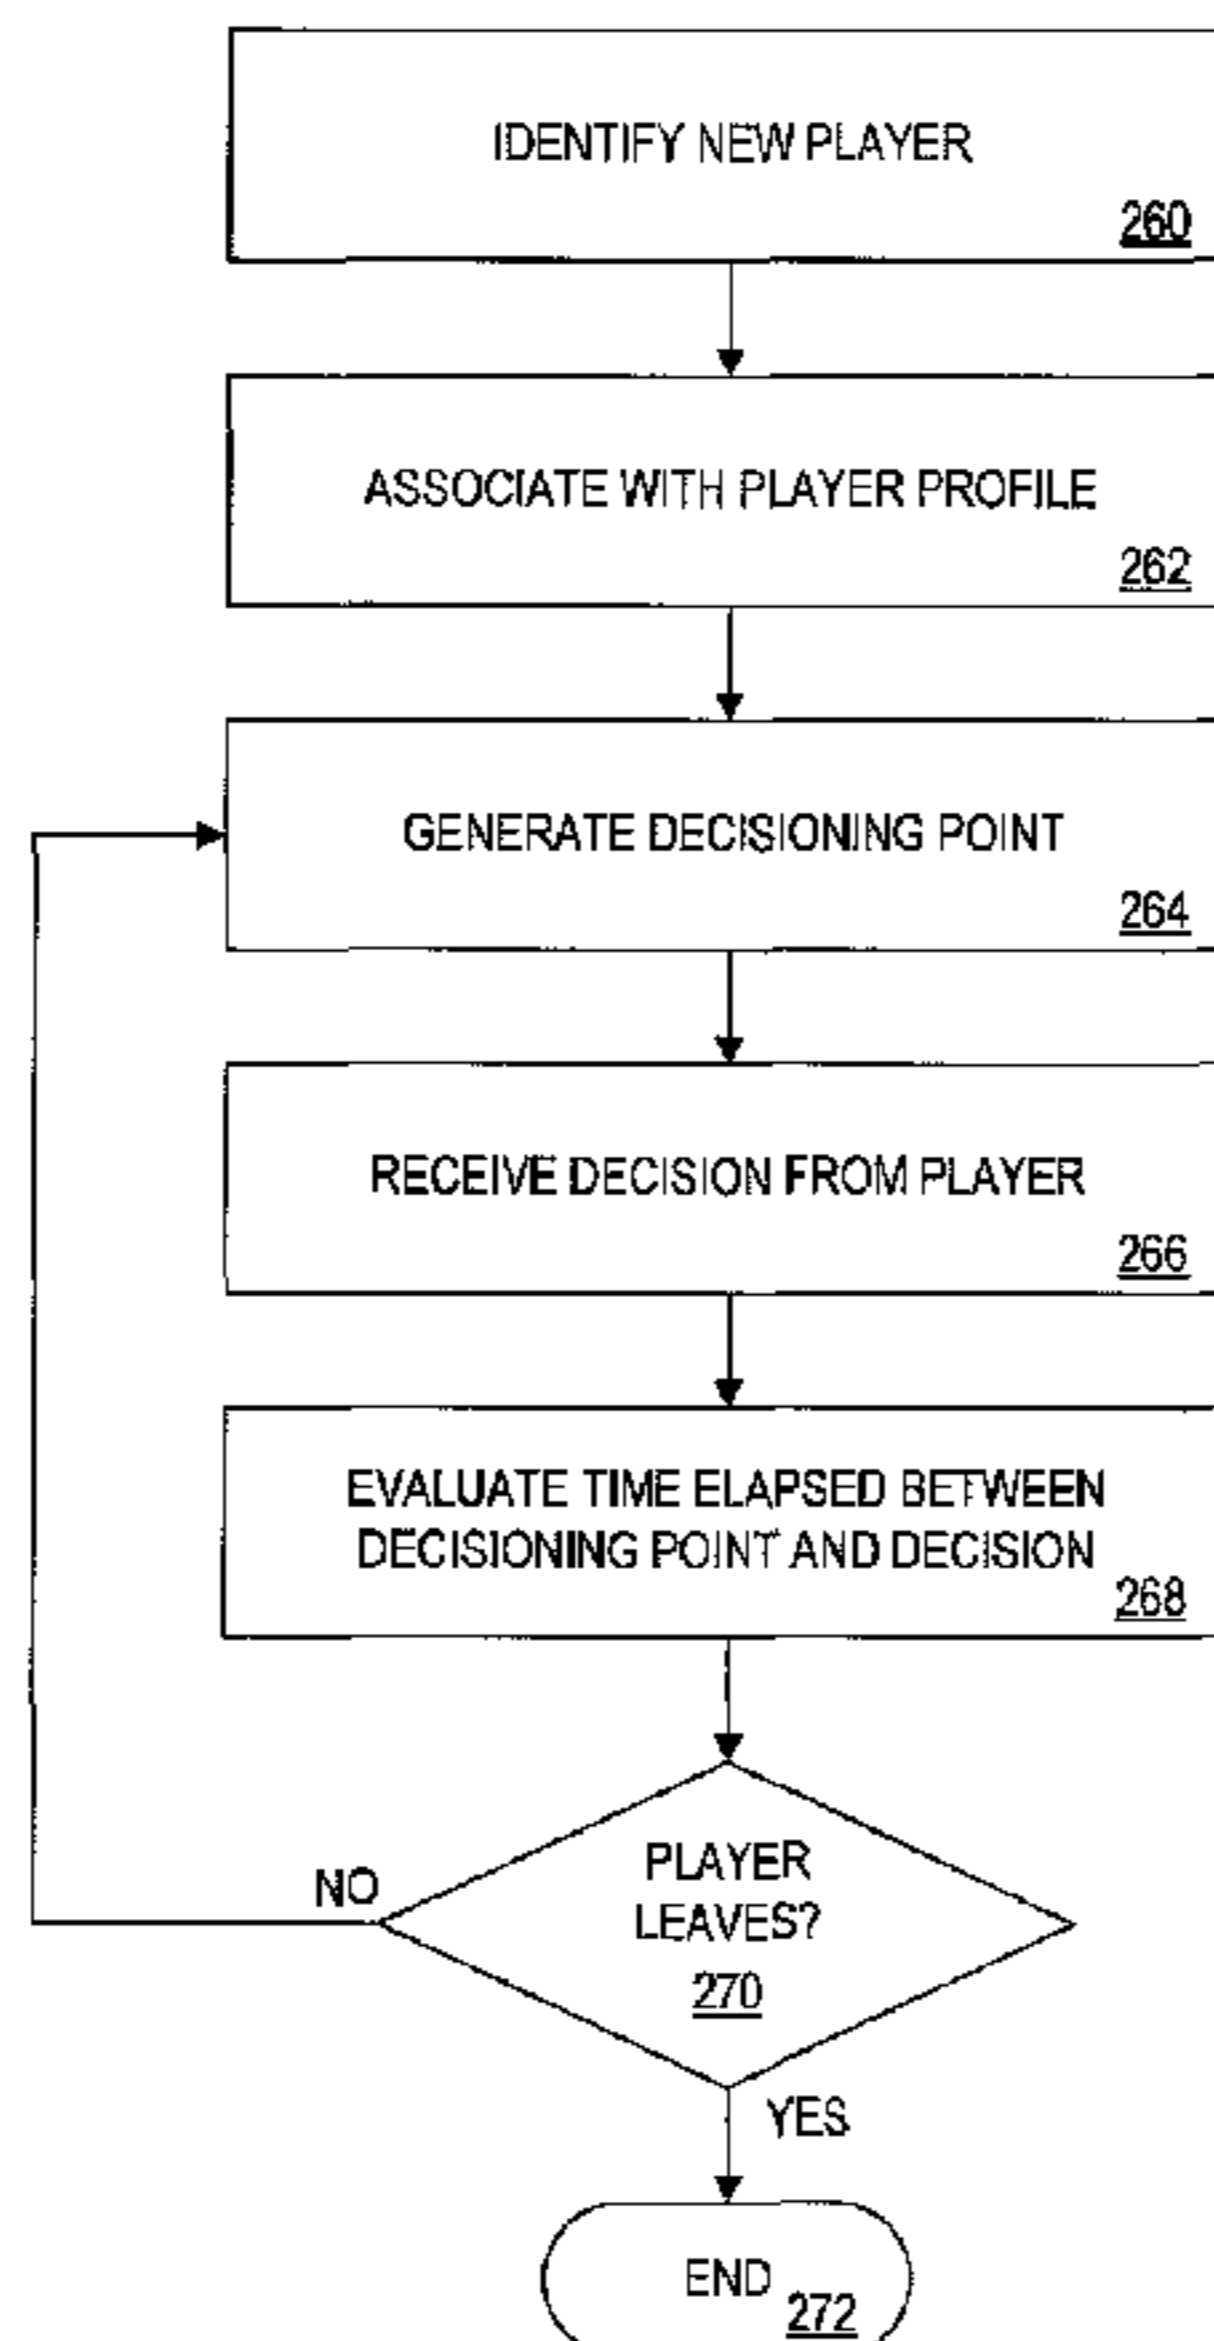 IDENTIFY NEW PLAYER
260
ASSOCIATE WITH PLAYER PROFILE
262
GENERATE DECISIONING POINT
264
RECEIVE DECISION FROM PLAYER
266
EVALUATE TIME ELAPSED BETWEEN
DECISIONING POINT AND DECISION
268
PLAYER
LEAVES?
270
NO
YES
END
272